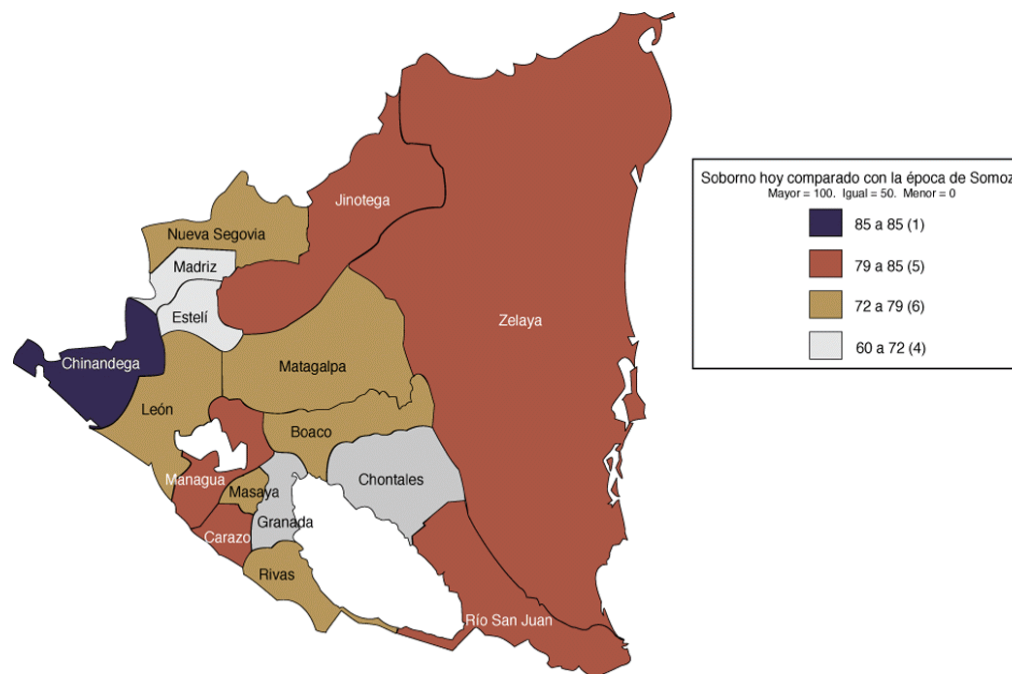 Jinotega
Nueva Segovia
Madriz
Estelí
Zelaya
Chinandega
Matagalpa
León
Boaco
Managua
Chontales
Masaya
Granada
Carazo
Rivas
Río San Juan
Soborno hoy comparado con la época de Somoz
Mayor = 100. Igual = 50. Menor = 0
85 a 85 (1)
79 a 85 (5)
72 a 79 (6)
60 a 72 (4)